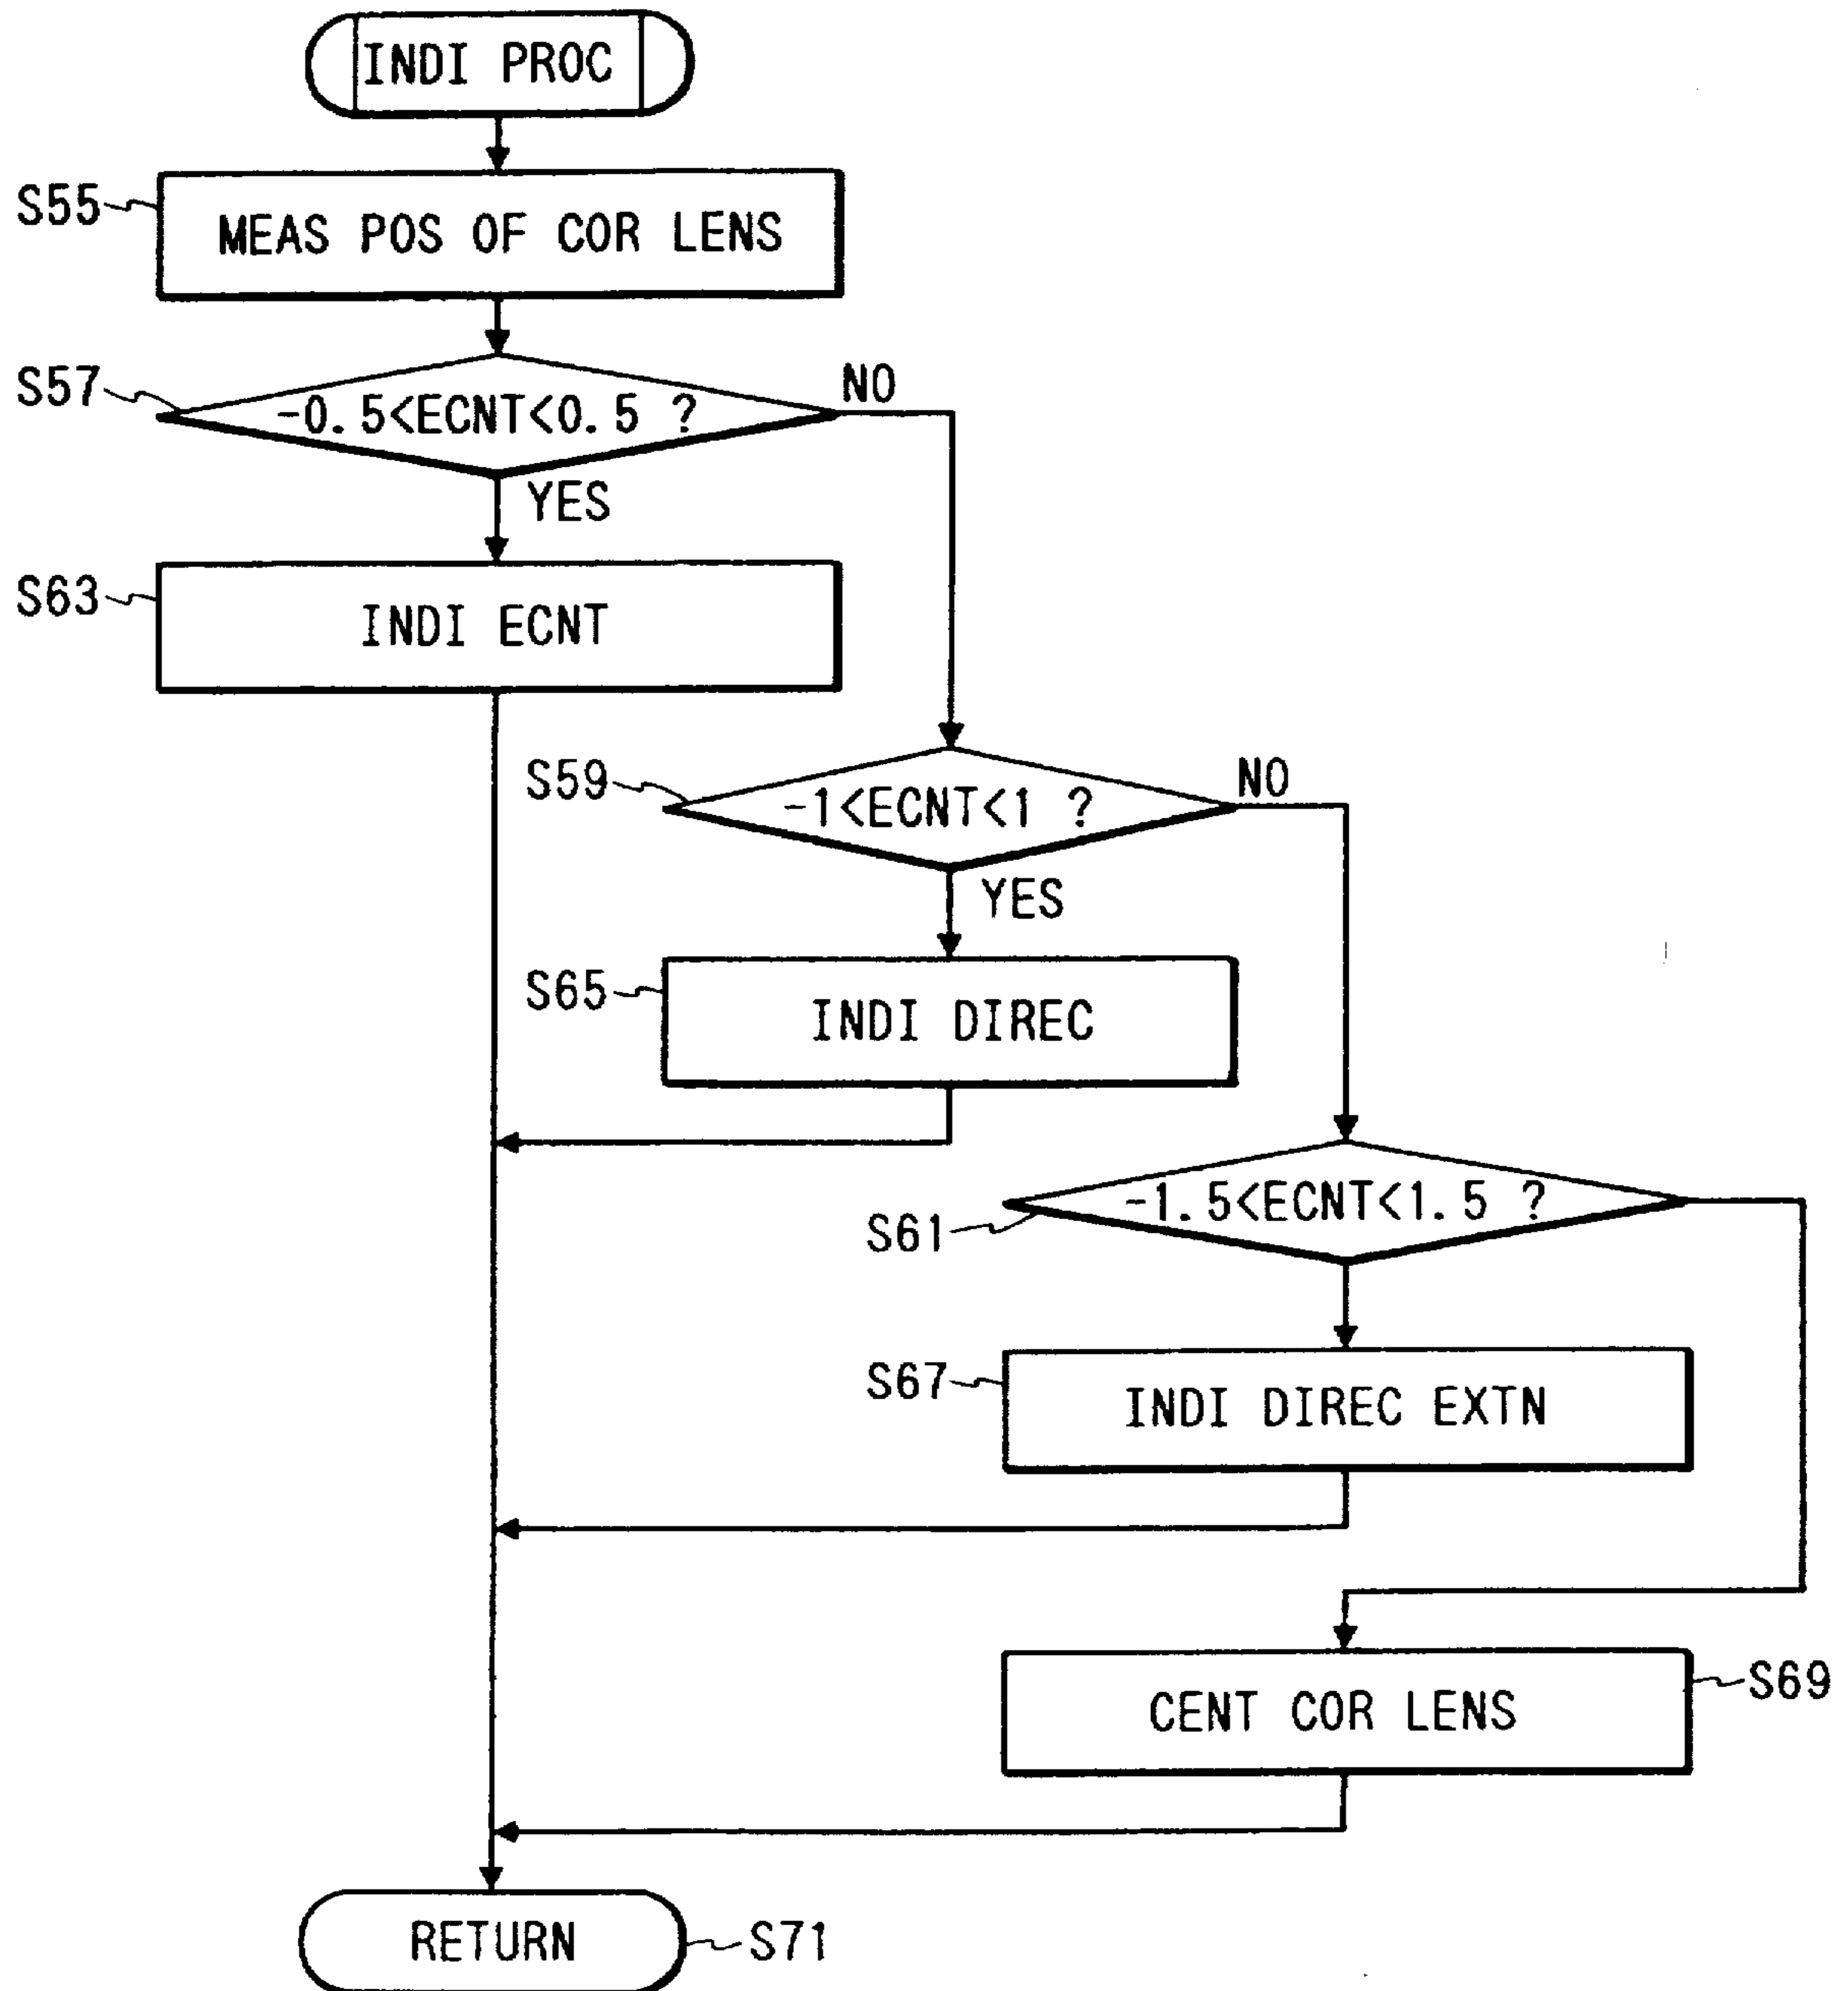 INDI PROC
S55
MEAS POS OF COR LENS
S57
-0.5<ECNT<0.5 ?
NO
YES
S63
INDI ECNT
S59
-1<ECNT<1 ?
NO
YES
S65
INDI DIREC
S61
-1.5<ECNT<1.5 ?
S67
INDI DIREC EXTN
CENT COR LENS
S69
RETURN
S71